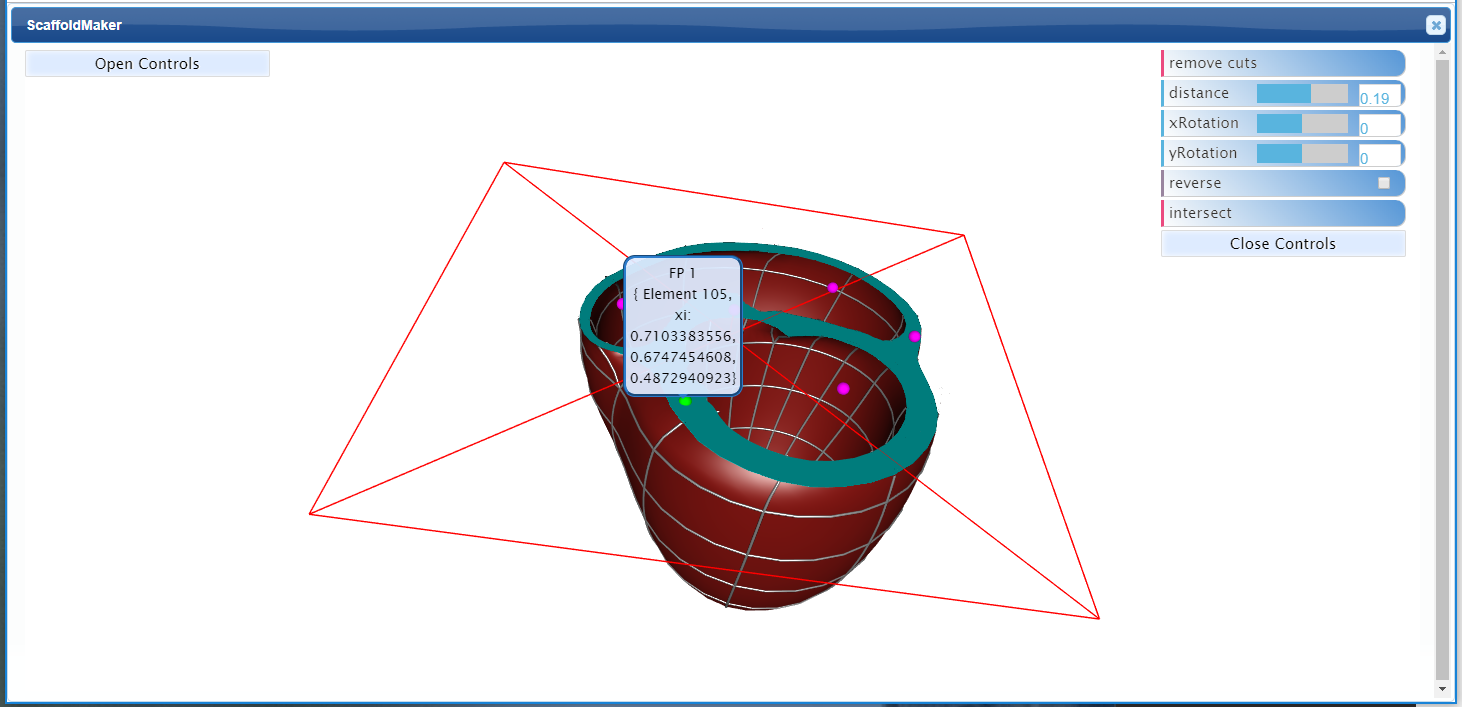 ScaffoldMaker
Open Controls
remove cuts
distance 0.19
xRotation 0
yRotation 0
reverse
intersect
Close Controls
FP 1
{ Element 105,
xi:
0.7103383556,
0.6747454608,
0.4872940923}